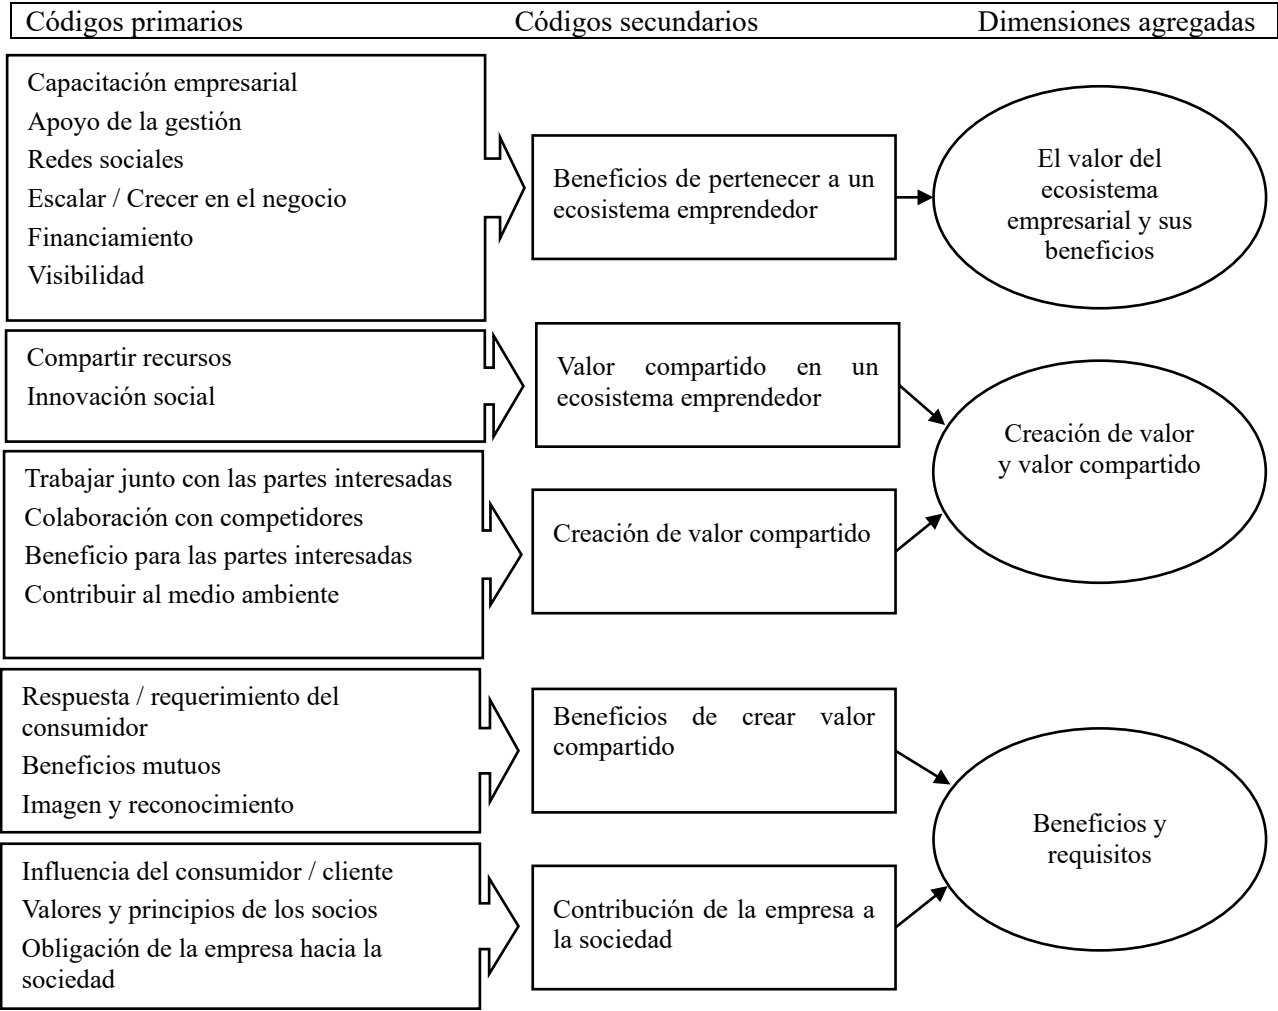 Códigos primarios
Códigos secundarios
Dimensiones agregadas
Capacitación empresarial
Apoyo de la gestión
Redes sociales
Escalar / Crecer en el negocio
Financiamiento
Visibilidad
Beneficios de pertenecer a un
ecosistema emprendedor
El valor del
ecosistema
empresarial y sus
beneficios
Compartir recursos
Innovación social
Valor compartido en un
ecosistema emprendedor
Creación de valor
y valor compartido
Trabajar junto con las partes interesadas
Colaboración con competidores
Beneficio para las partes interesadas
Contribuir al medio ambiente
Creación de valor compartido
Respuesta / requerimiento del
consumidor
Beneficios mutuos
Imagen y reconocimiento
Beneficios de crear valor
compartido
Beneficios y
requisitos
Influencia del consumidor / cliente
Valores y principios de los socios
Obligación de la empresa hacia la
sociedad
Contribución de la empresa a
la sociedad